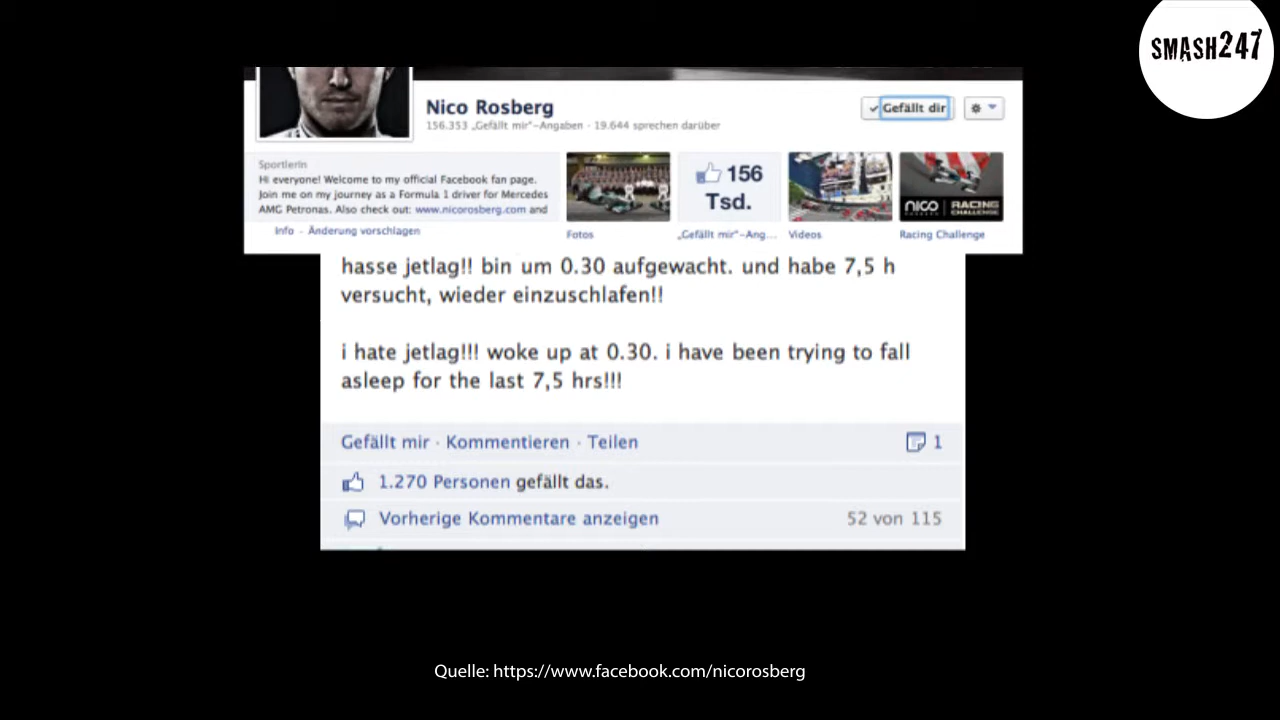 SMASH247
Nico Rosberg
156.353 „Gefällt mir“-Angaben · 19.644 sprechen darüber
Gefällt dir
SportlerIn
Hi everyone! Welcome to my official Facebook fan page.
Join me on my journey as a Formula 1 driver for Mercedes
AMG Petronas. Also check out: www.nicorosberg.com and
Info - Änderung vorschlagen
156
Tsd.
NICO ROSBERG | RACING CHALLENGE
Fotos
„Gefällt mir“-Ang...
Videos
Racing Challenge
hasse jetlag!! bin um 0.30 aufgewacht. und habe 7,5 h
versucht, wieder einzuschlafen!!
i hate jetlag!!! woke up at 0.30. i have been trying to fall
asleep for the last 7,5 hrs!!!
Gefällt mir · Kommentieren · Teilen
1
1.270 Personen gefällt das.
Vorherige Kommentare anzeigen
52 von 115
Quelle: https://www.facebook.com/nicorosberg